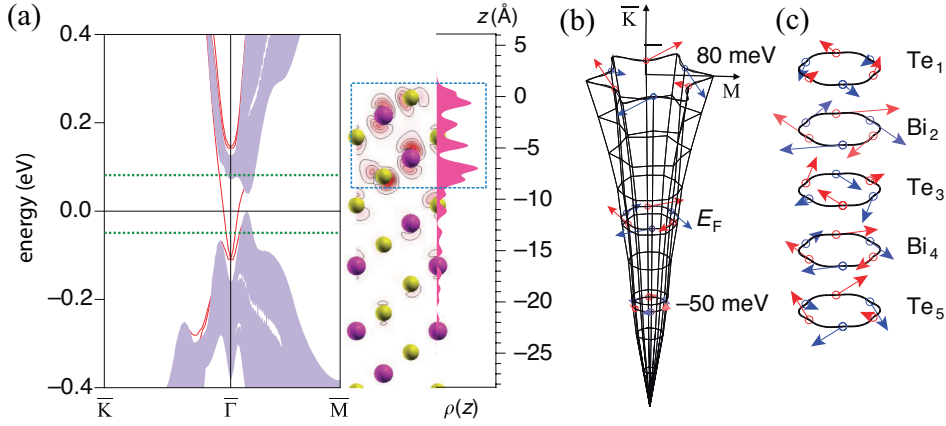 (a)
energy (eV)
0.4
0.2
0.0
−0.2
−0.4
K
Γ
M
z(Å)
5
0
−5
−10
−15
−20
−25
ρ(z)
(b)
K
80 meV
M
E_F
−50 meV
(c)
Te₁
Bi₂
Te₃
Bi₄
Te₅